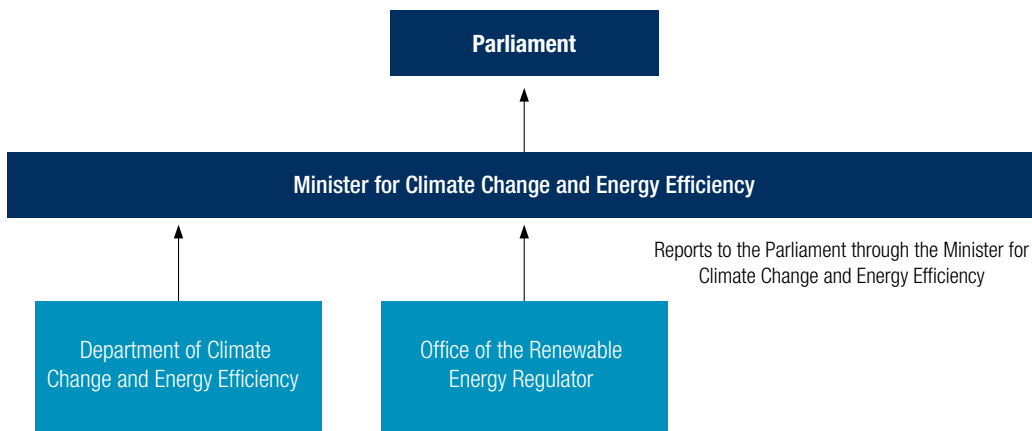 Parliament
Minister for Climate Change and Energy Efficiency
Reports to the Parliament through the Minister for
Climate Change and Energy Efficiency
Department of Climate
Change and Energy Efficiency
Office of the Renewable
Energy Regulator